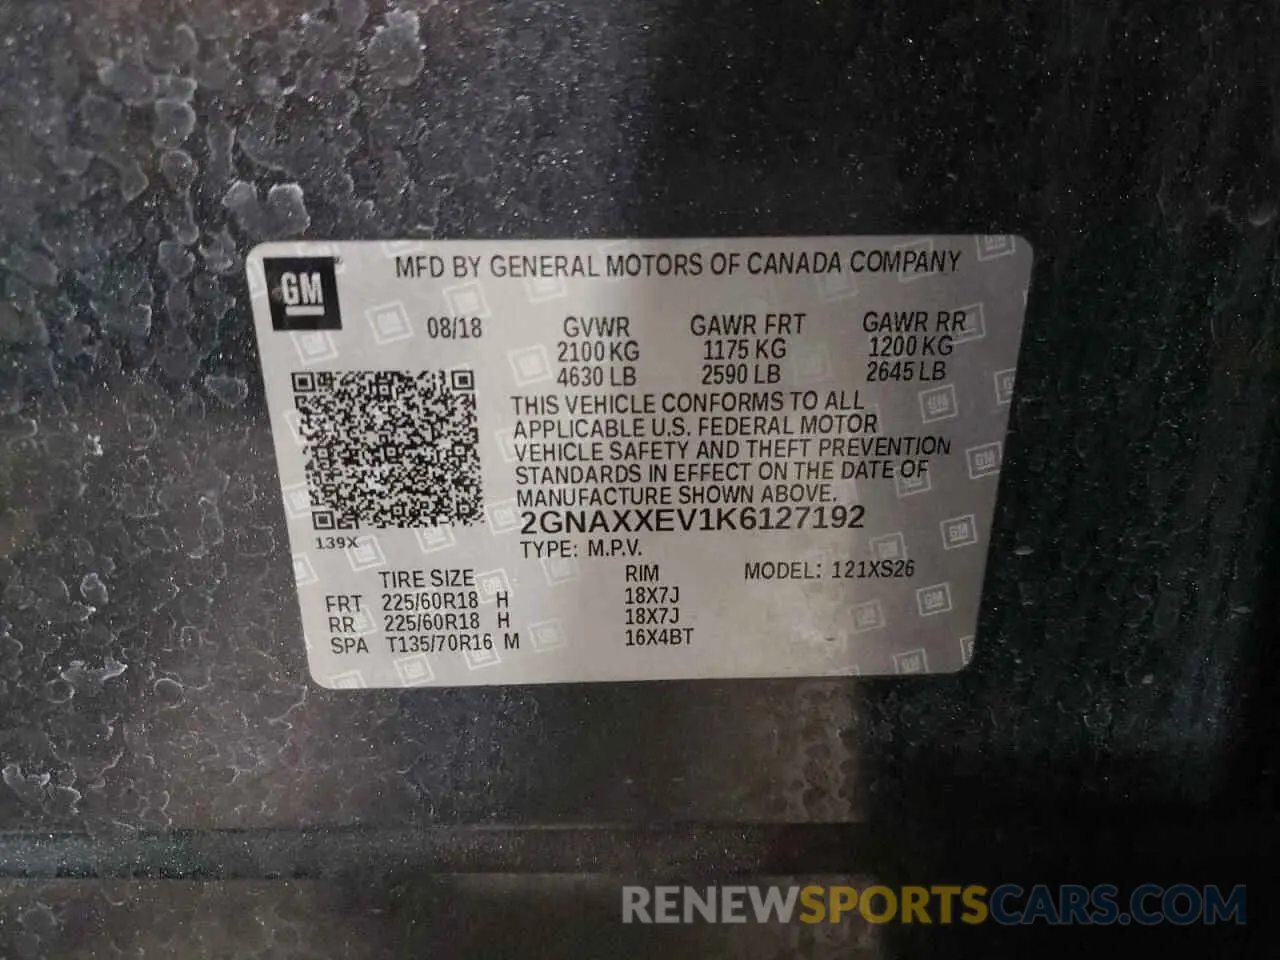 GM
MFD BY GENERAL MOTORS OF CANADA COMPANY
08/18 GVWR GAWR FRT GAWR RR
2100 KG 1175 KG 1200 KG
4630 LB 2590 LB 2645 LB
THIS VEHICLE CONFORMS TO ALL
APPLICABLE U.S. FEDERAL MOTOR
VEHICLE SAFETY AND THEFT PREVENTION
STANDARDS IN EFFECT ON THE DATE OF
MANUFACTURE SHOWN ABOVE.
2GNAXXEV1K6127192
139X
TYPE: M.P.V.
TIRE SIZE RIM MODEL: 121XS26
FRT 225/60R18 H 18X7J
RR 225/60R18 H 18X7J
SPA T135/70R16 M 16X4BT
RENEWSPORTSCARS.COM